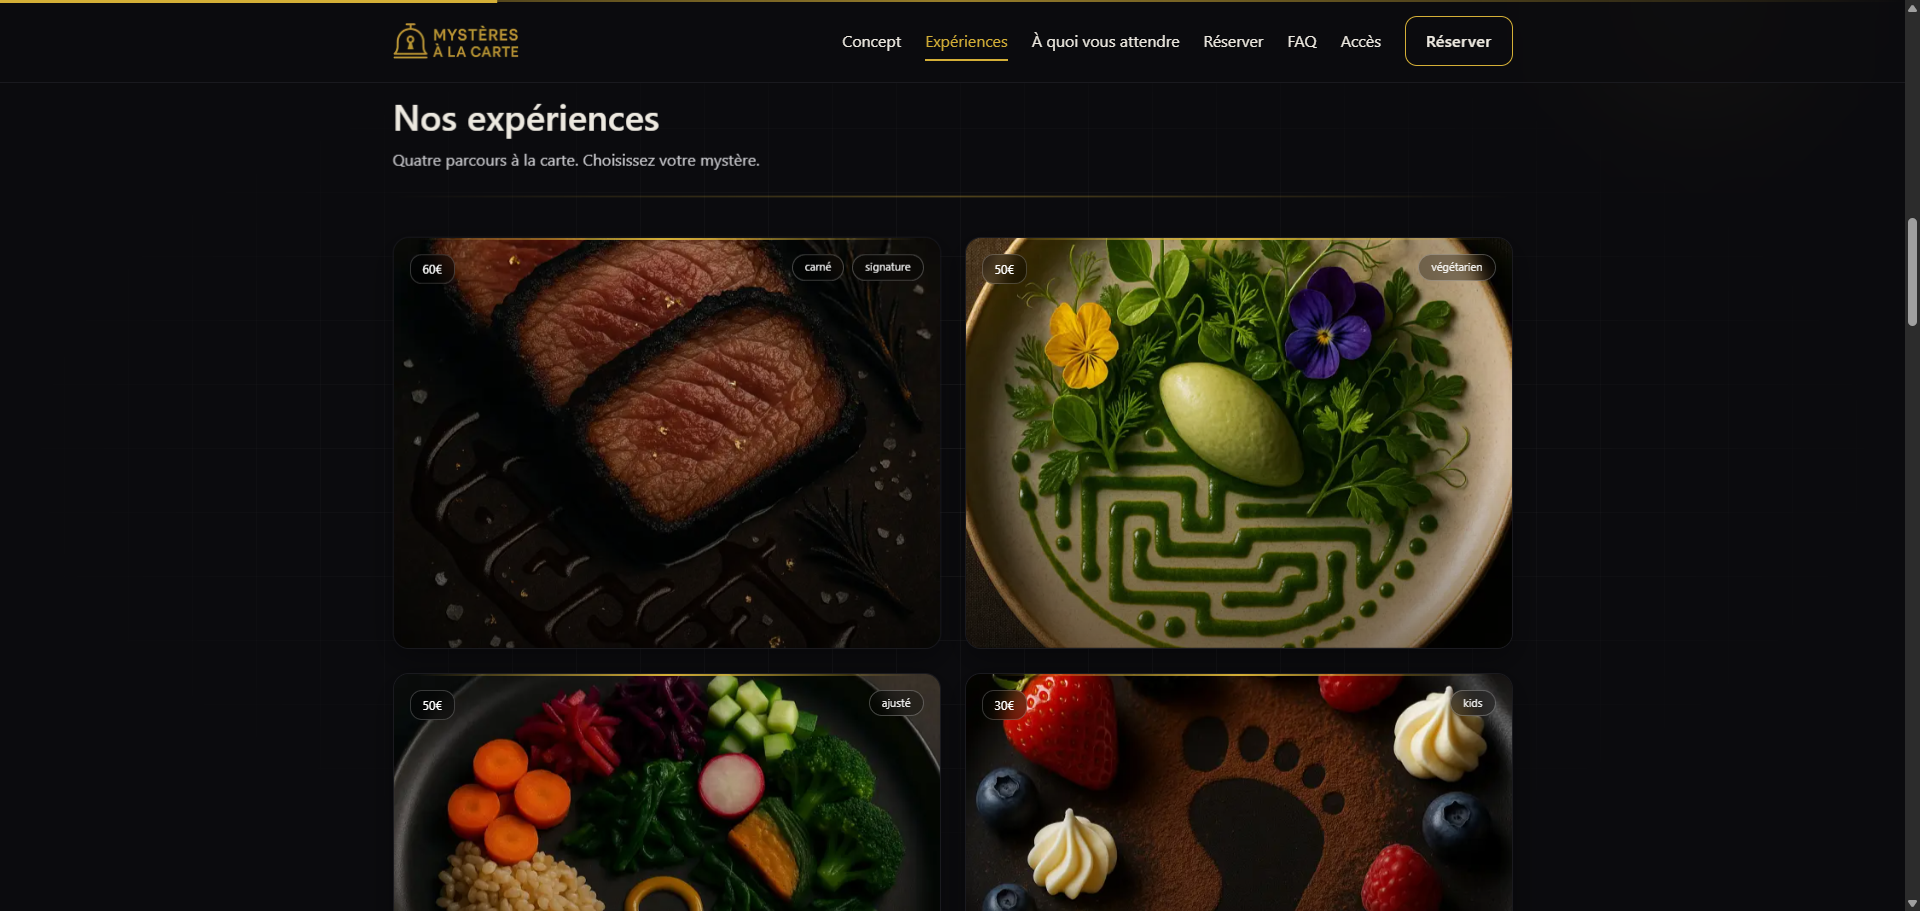 MYSTÈRES
À LA CARTE
Concept
Expériences
À quoi vous attendre
Réserver
FAQ
Accès
Réserver
Nos expériences
Quatre parcours à la carte. Choisissez votre mystère.
60€
carné
signature
50€
végétarien
50€
ajusté
30€
kids